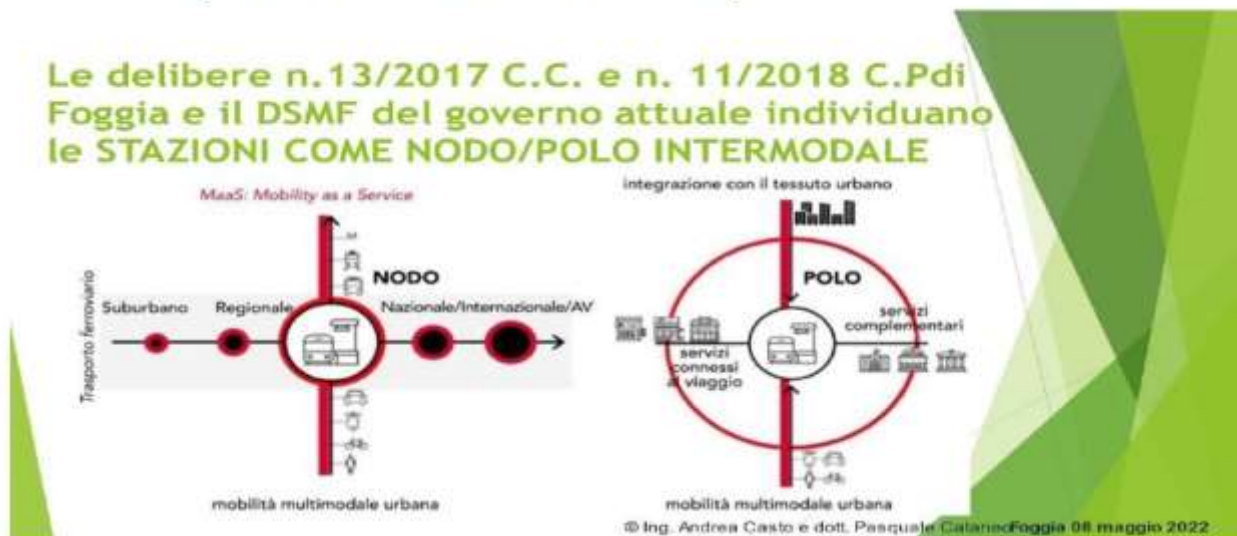 Le delibere n.13/2017 C.C. e n. 11/2018 C.Pdi
Foggia e il DSMF del governo attuale individuano
le STAZIONI COME NODO/POLO INTERMODALE
MaaS: Mobility as a Service
NODO
Trasporto ferroviario
Suburbano
Regionale
Nazionale/Internazionale/AV
mobilità multimodale urbana
integrazione con il tessuto urbano
POLO
servizi
complementari
servizi
connessi
al viaggio
mobilità multimodale urbana
© Ing. Andrea Casto e dott. Pasquale Cataneo Foggia 08 maggio 2022